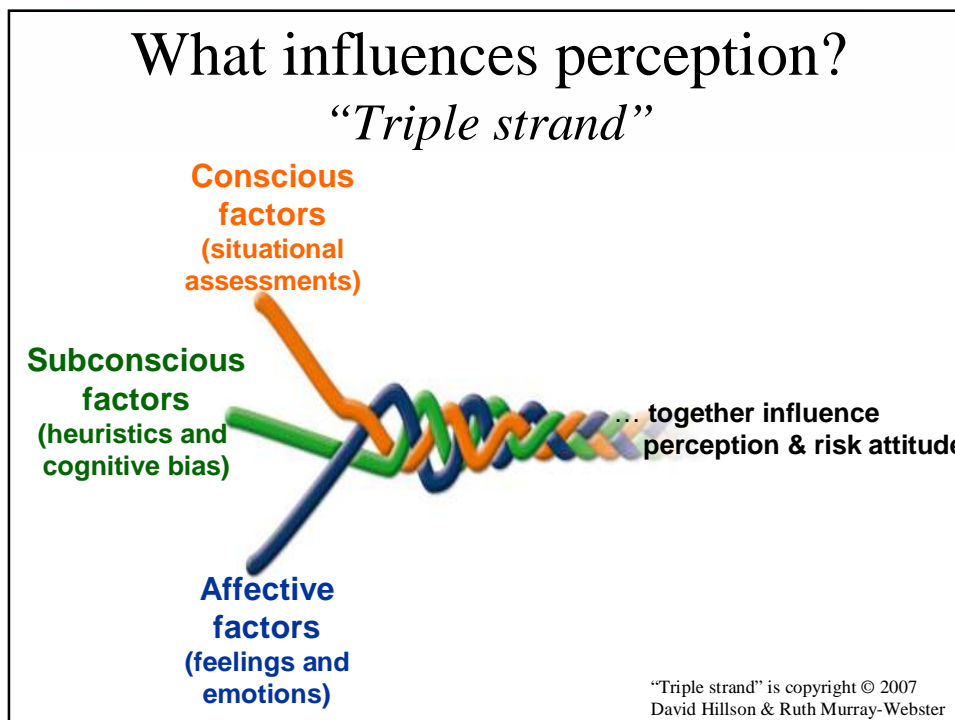 What influences perception?
“Triple strand”
Conscious
factors
(situational
assessments)
Subconscious
factors
(heuristics and
cognitive bias)
… together influence
perception & risk attitude
Affective
factors
(feelings and
emotions)
“Triple strand” is copyright © 2007
David Hillson & Ruth Murray-Webster